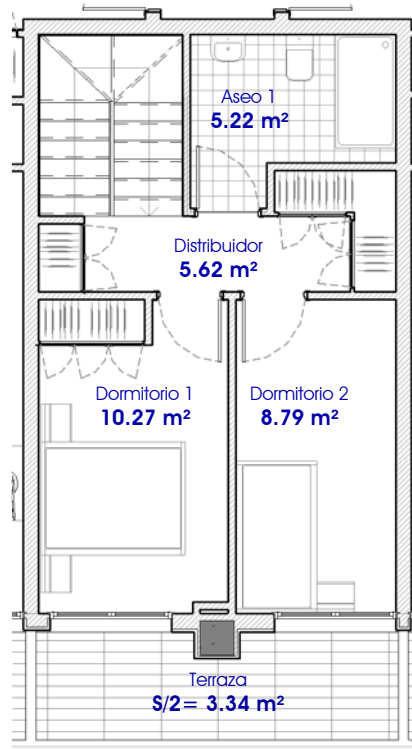 Aseo 1
5.22 m²
Distribuidor
5.62 m²
Dormitorio 1
10.27 m²
Dormitorio 2
8.79 m²
Terraza
S/2= 3.34 m²